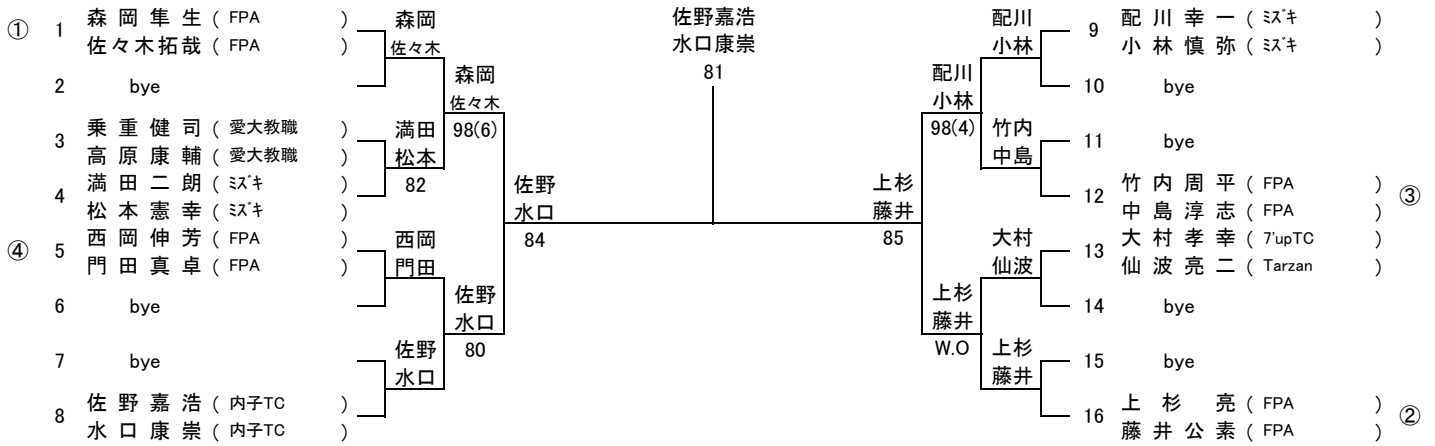 ① 1 森 岡 隼 生 ( FPA )
佐々木拓哉 ( FPA )
2 bye
3 乗 重 健 司 ( 愛大教職 )
高 原 康 輔 ( 愛大教職 )
4 満 田 二 朗 ( ミズキ )
松 本 憲 幸 ( ミズキ )
④ 5 西 岡 伸 芳 ( FPA )
門 田 真 卓 ( FPA )
6 bye
7 bye
8 佐 野 嘉 浩 ( 内子TC )
水 口 康 崇 ( 内子TC )
森岡
佐々木
満田
松本
82
西岡
門田
佐野
水口
森岡
佐々木
98(6)
佐野
水口
80
佐野
水口
84
佐野嘉浩
水口康崇
81
上杉
藤井
85
配川
小林
98(4)
上杉
藤井
W.O
配川
小林
竹内
中島
大村
仙波
上杉
藤井
9 配 川 幸 一 ( ミズキ )
小 林 慎 弥 ( ミズキ )
10 bye
11 bye
12 竹 内 周 平 ( FPA ) ③
中 島 淳 志 ( FPA )
13 大 村 孝 幸 ( 7'upTC )
仙 波 亮 二 ( Tarzan )
14 bye
15 bye
16 上 杉 亮 ( FPA ) ②
藤 井 公 素 ( FPA )